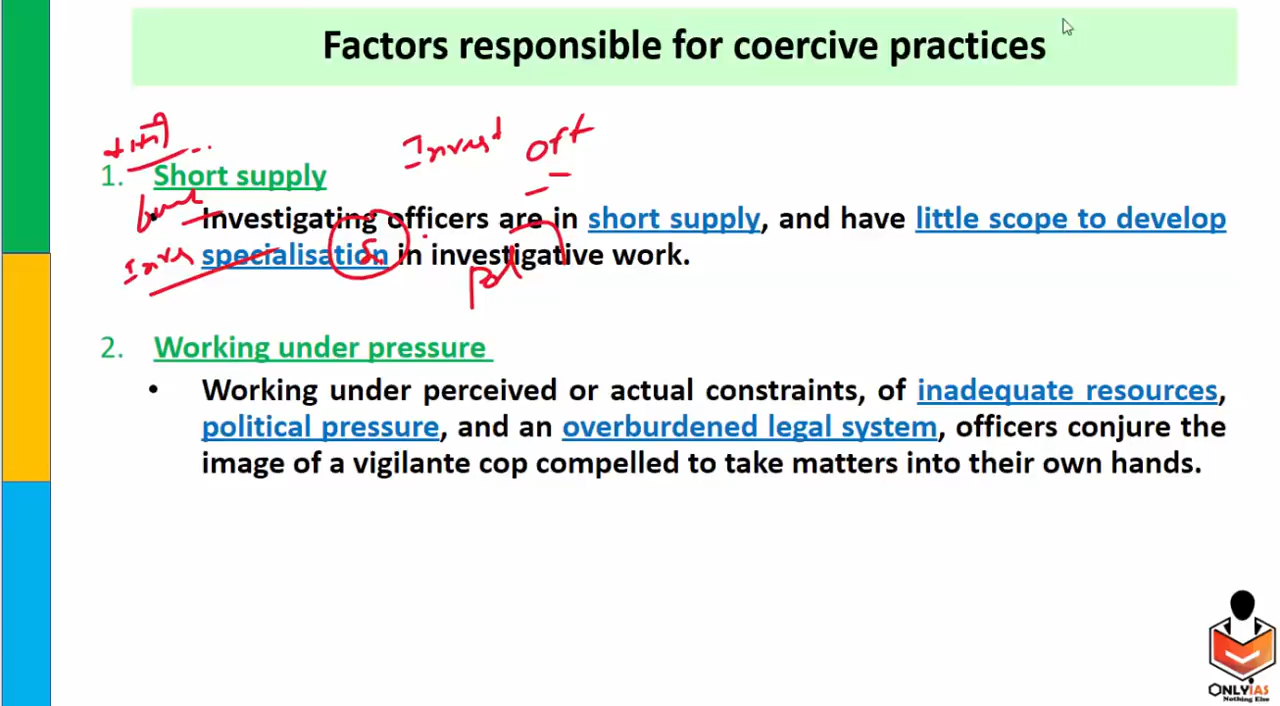 Factors responsible for coercive practices
Invest off
1. Short supply
• Investigating officers are in short supply, and have little scope to develop
specialisation in investigative work.
2. Working under pressure
• Working under perceived or actual constraints, of inadequate resources,
political pressure, and an overburdened legal system, officers conjure the
image of a vigilante cop compelled to take matters into their own hands.
ONLYIAS
Nothing Else